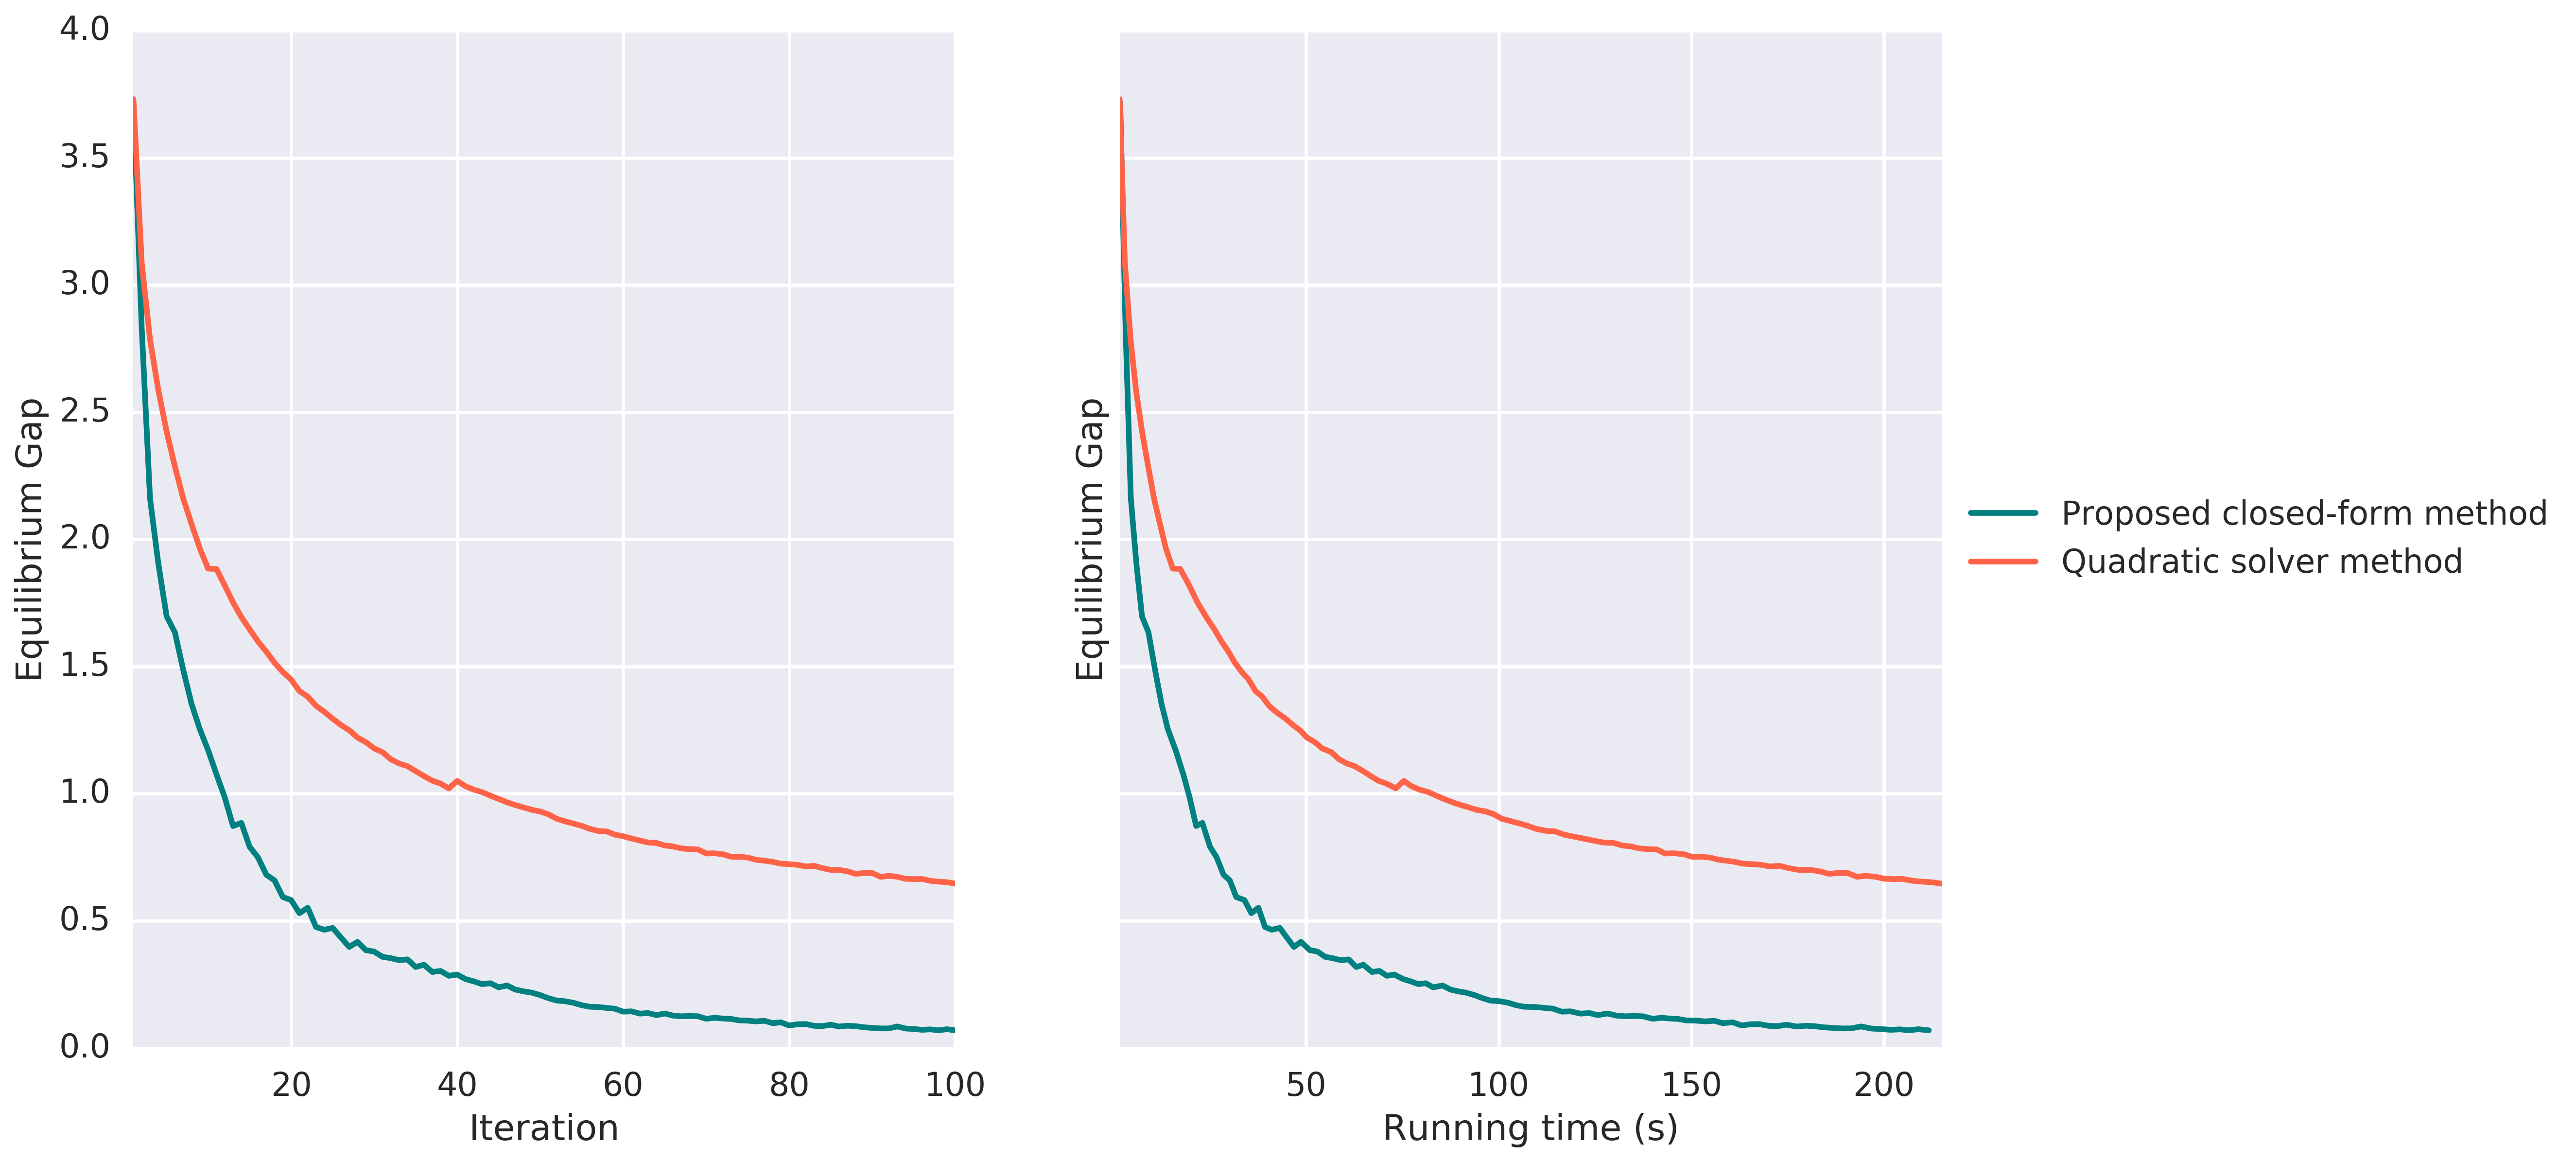 4.0
3.5
3.0
2.5
2.0
1.5
1.0
0.5
0.0
Equilibrium Gap
20 40 60 80 100
Iteration
Equilibrium Gap
50 100 150 200
Running time (s)
Proposed closed-form method
Quadratic solver method